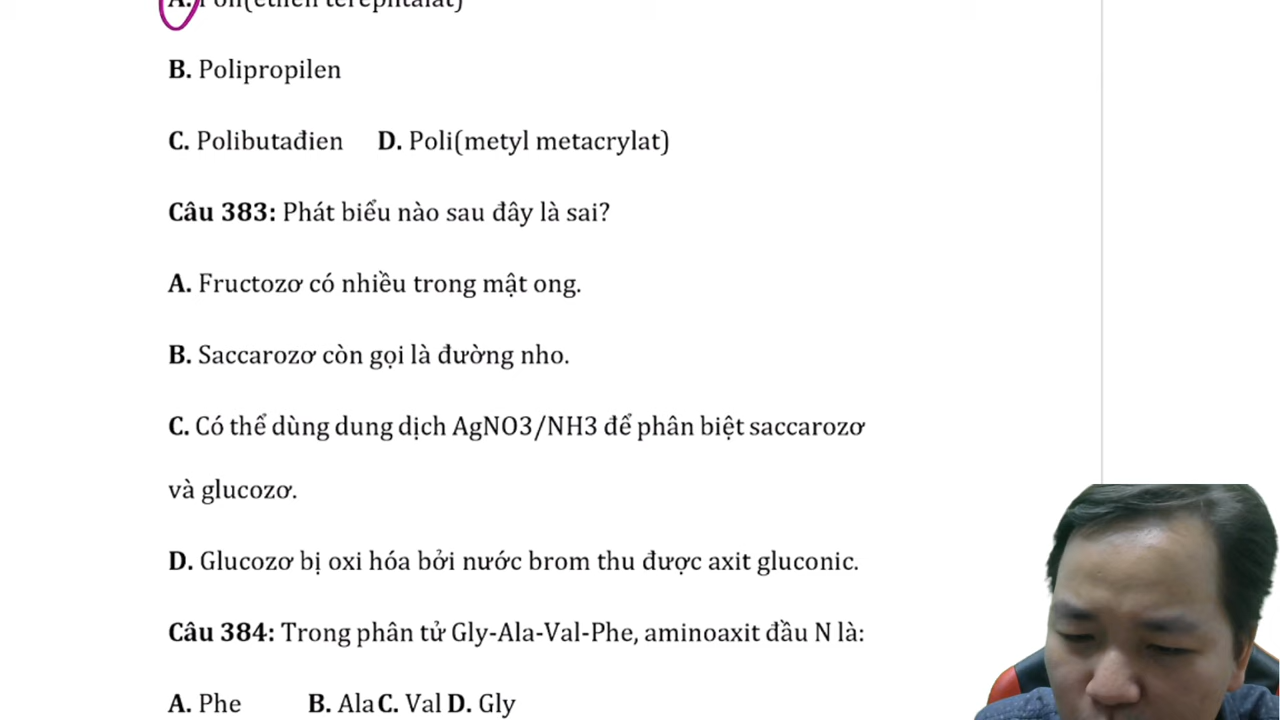 A. Poli(etilen terephtalat)
B. Polipropilen
C. Polibutađien D. Poli(metyl metacrylat)
Câu 383: Phát biểu nào sau đây là sai?
A. Fructozơ có nhiều trong mật ong.
B. Saccarozơ còn gọi là đường nho.
C. Có thể dùng dung dịch AgNO3/NH3 để phân biệt saccarozơ
và glucozơ.
D. Glucozơ bị oxi hóa bởi nước brom thu được axit gluconic.
Câu 384: Trong phân tử Gly-Ala-Val-Phe, aminoaxit đầu N là:
A. Phe B. Ala C. Val D. Gly